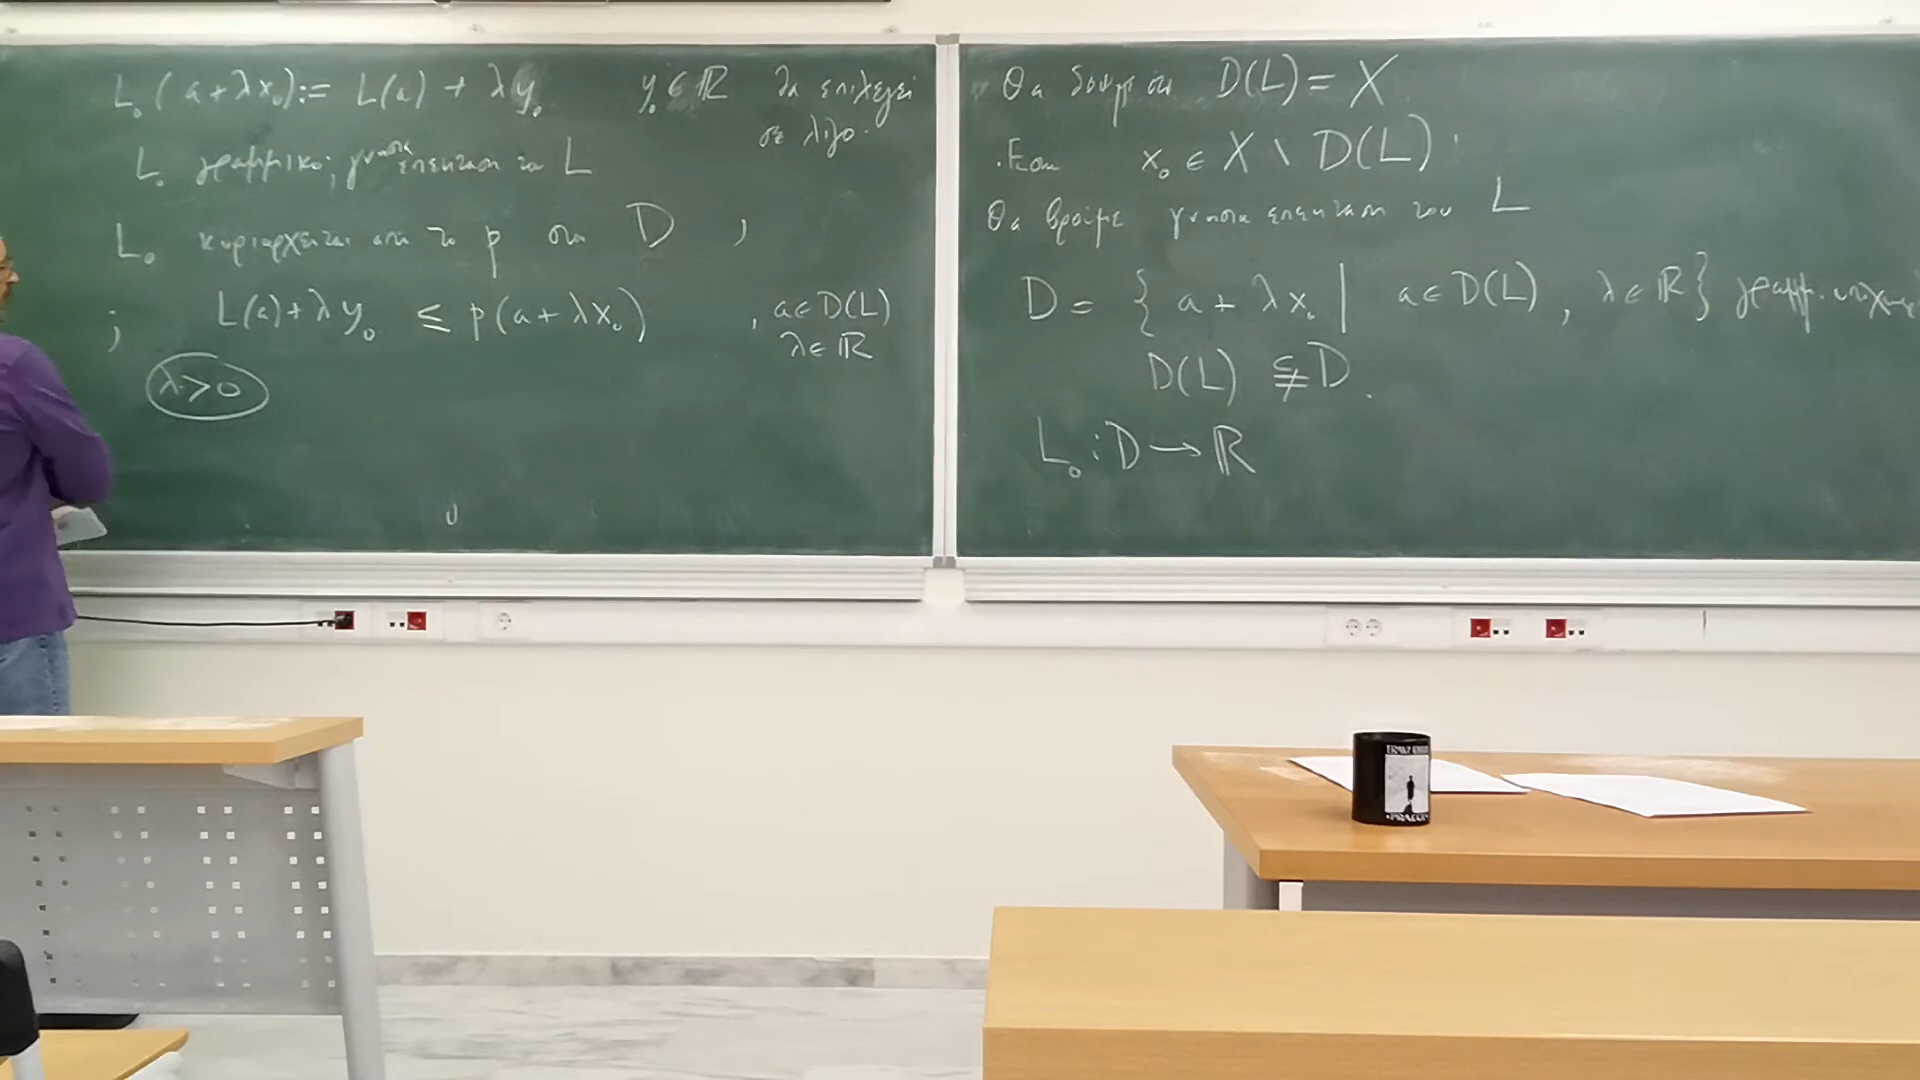 L₀(a+λx₀):= L(a) + λy₀ y₀∈ℝ θα επιλεγεί
σε λίγο.
L₀ γραμμικό; γνήσια επέκταση του L
L₀ κυριαρχείται από το p στο D ,
; L(a)+λy₀ ≤ p(a+λx₀) , a∈D(L)
λ∈ℝ
λ>0
Θα δούμε ότι D(L)= X
Έστω x₀ ∈ X \ D(L).
Θα βρούμε γνήσια επέκταση του L
D = { a + λx₀ | a∈D(L), λ∈ℝ} γραμμ. υπόχωρος
D(L) ⊊ D.
L₀ : D → ℝ